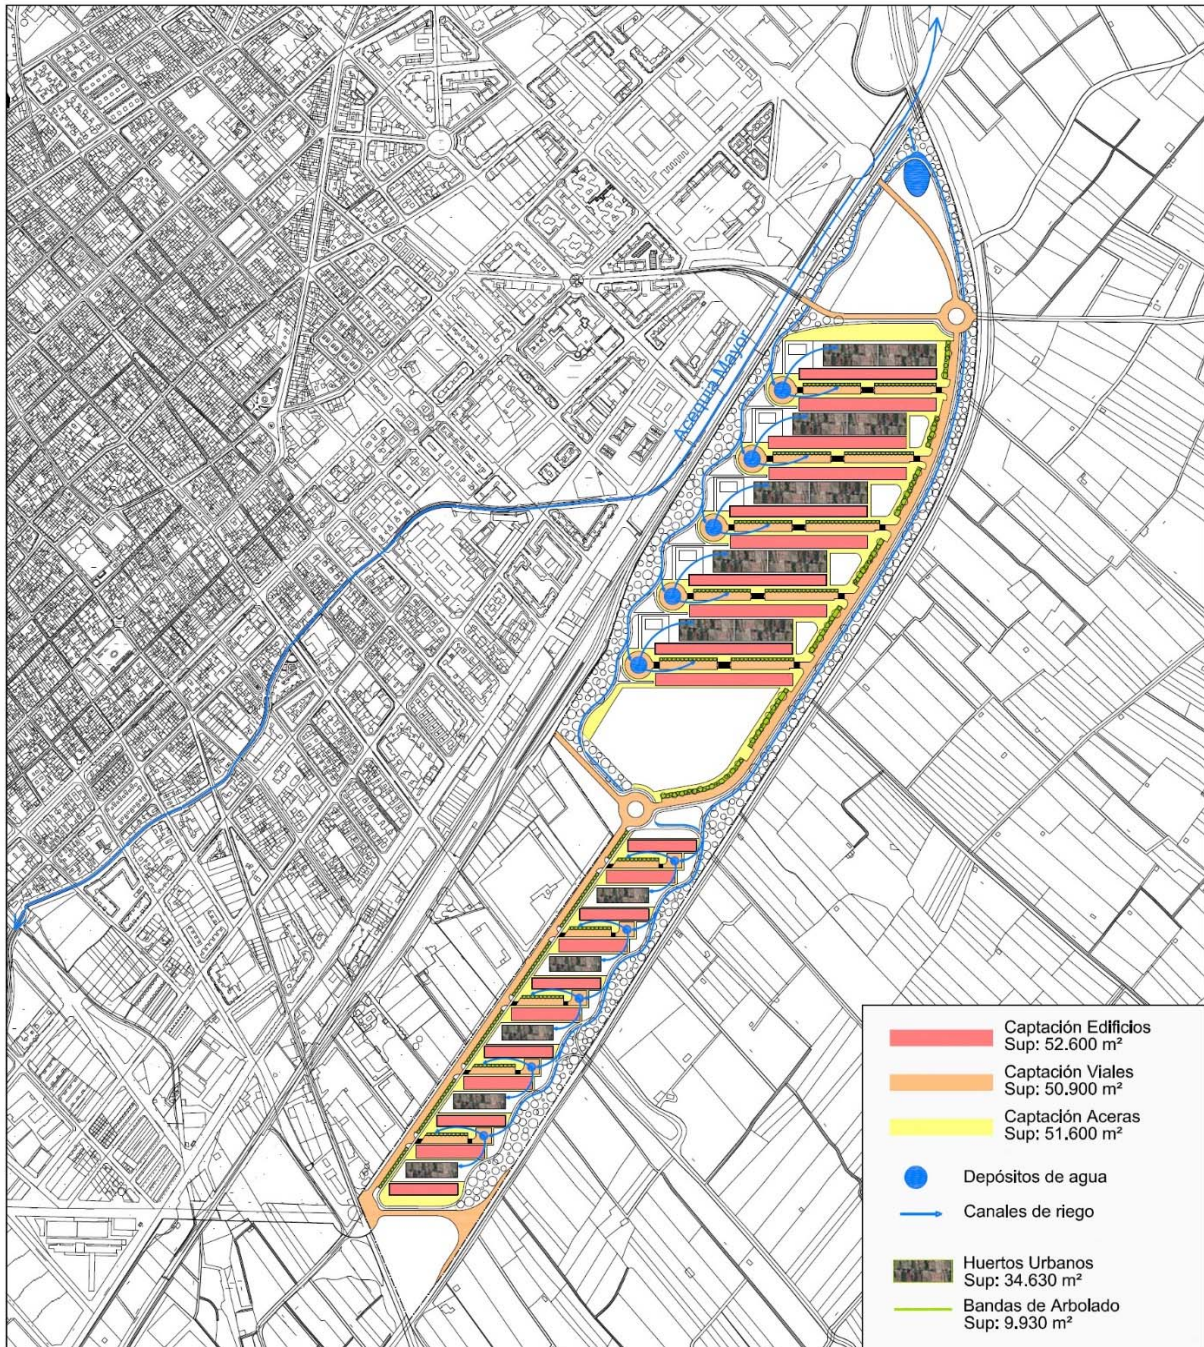 Acequia Mayor
Captación Edificios
Sup: 52.600 m²
Captación Viales
Sup: 50.900 m²
Captación Aceras
Sup: 51.600 m²
Depósitos de agua
Canales de riego
Huertos Urbanos
Sup: 34.630 m²
Bandas de Arbolado
Sup: 9.930 m²